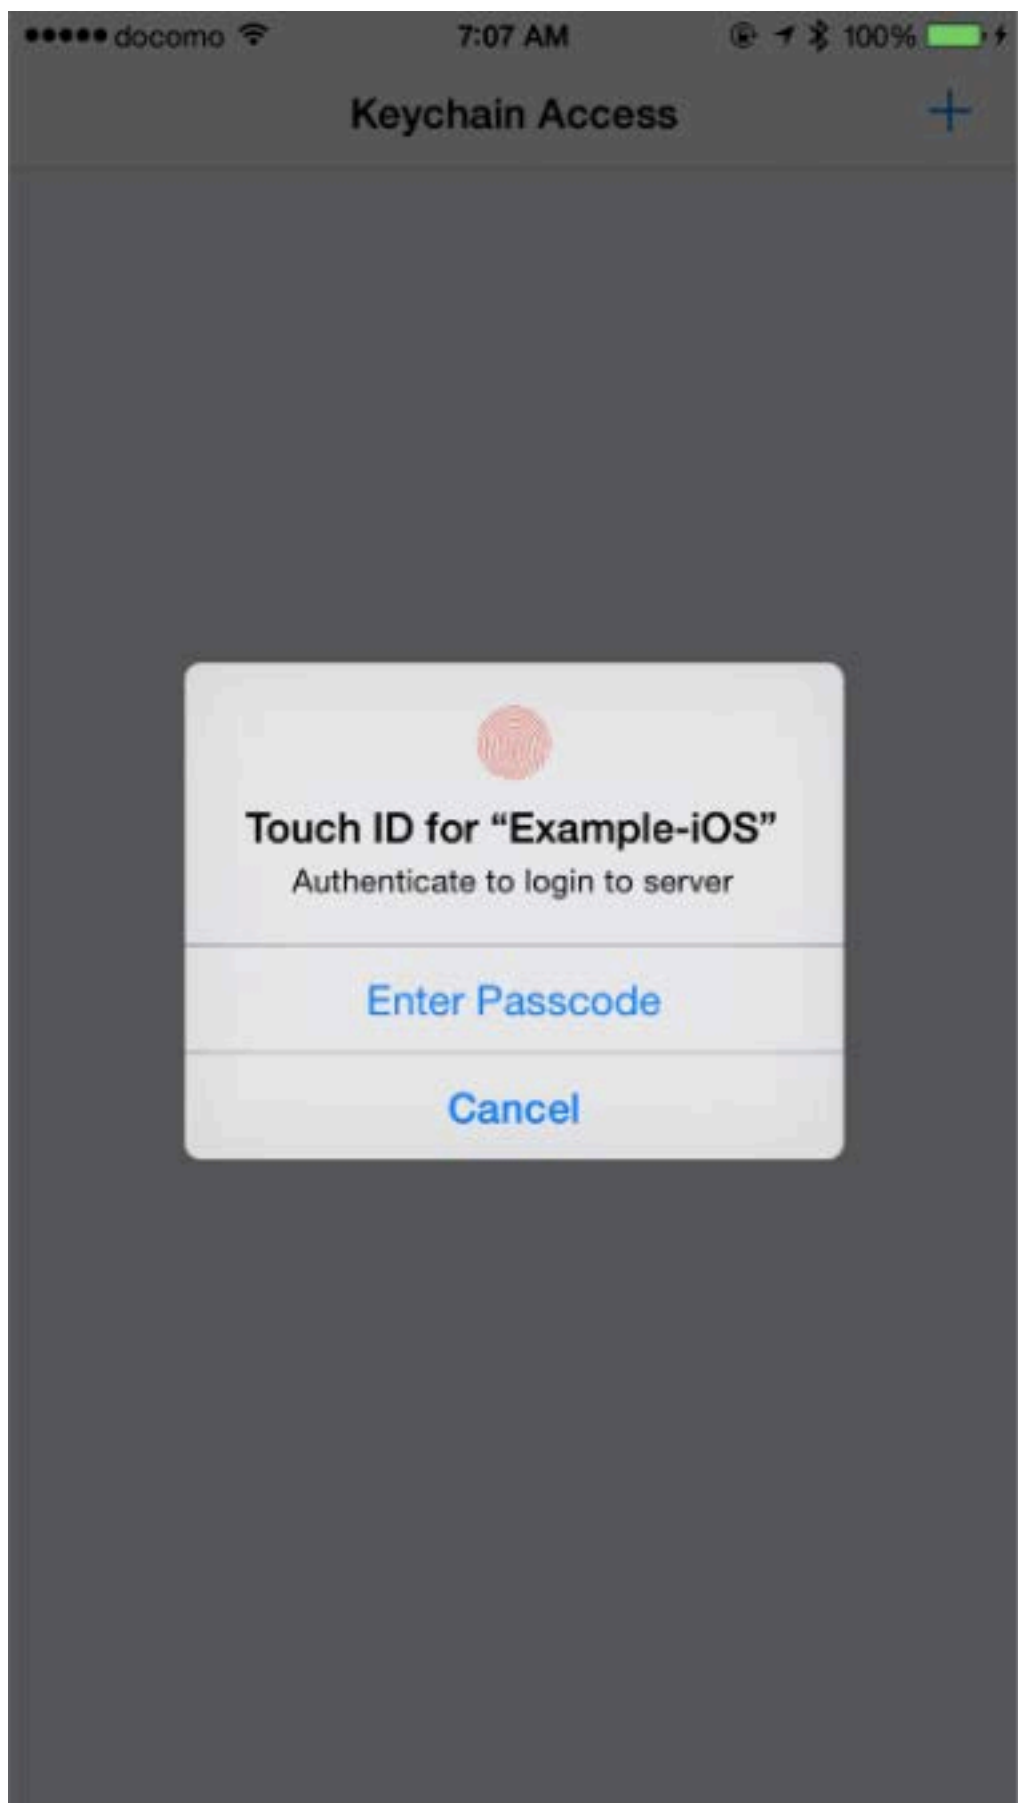 docomo 7:07 AM 100%
Keychain Access
Touch ID for “Example-iOS”
Authenticate to login to server
Enter Passcode
Cancel